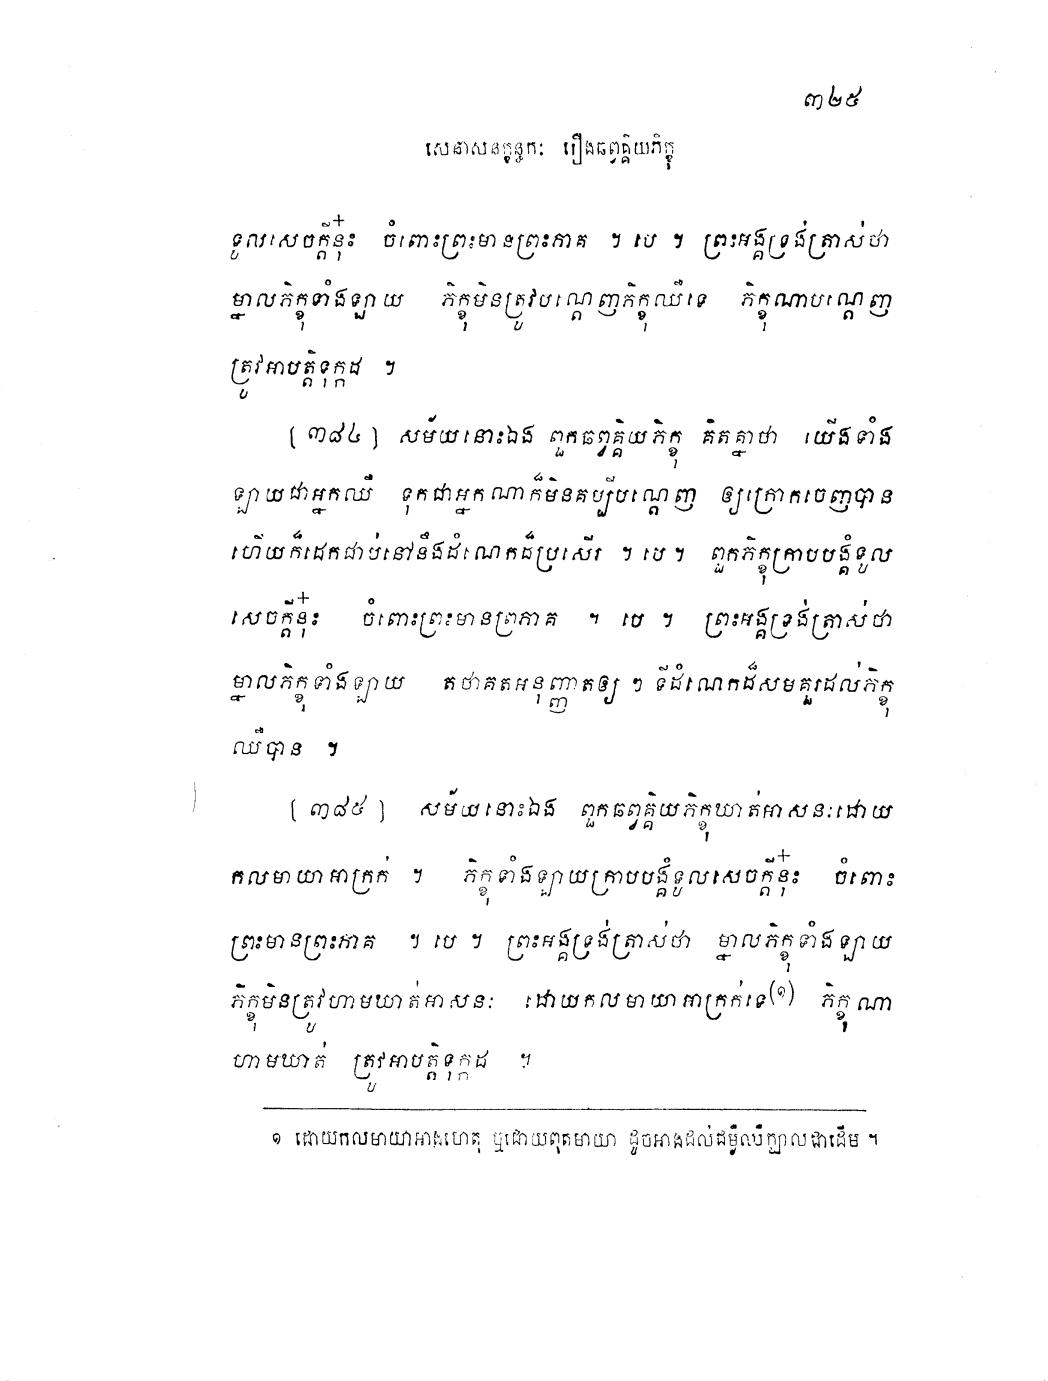 ៣២៥
សេនាសនក្ខន្ធកៈ រឿងឆព្វគ្គិយភិក្ខុ
ទូលសេចក្តីនុ៎ះ ចំពោះព្រះមានព្រះភាគ ។ បេ ។ ព្រះអង្គទ្រង់ត្រាស់ថា
ម្នាលភិក្ខុទាំងឡាយ ភិក្ខុមិនត្រូវបណ្តេញភិក្ខុឈឺទេ ភិក្ខុណាបណ្តេញ
ត្រូវអាបត្តិទុក្កដ ។
(៣៨៤) សម័យនោះឯង ពួកឆព្វគ្គិយភិក្ខុ គិតគ្នាថា យើងទាំង
ឡាយជាអ្នកឈឺ ទុកជាអ្នកណាក៏មិនគប្បីបណ្តេញ ឲ្យក្រោកចេញបាន
ហើយក៏ដេកជាប់នៅនឹងដំណេកដ៏ប្រសើរ ។ បេ ។ ពួកភិក្ខុក្រាបបង្គំទូល
សេចក្តីនុ៎ះ ចំពោះព្រះមានព្រភាគ ។ បេ ។ ព្រះអង្គទ្រង់ត្រាស់ថា
ម្នាលភិក្ខុទាំងឡាយ តថាគតអនុញ្ញាតឲ្យ ៗ ទីដំណេកដ៏សមគួរដល់ភិក្ខុ
ឈឺបាន ។
(៣៨៥) សម័យនោះឯង ពួកឆព្វគ្គិយភិក្ខុឃាត់អាសនៈដោយ
កលមាយាអាក្រក់ ។ ភិក្ខុទាំងឡាយក្រាបបង្គំទូលសេចក្តីនុ៎ះ ចំពោះ
ព្រះមានព្រះភាគ ។ បេ ។ ព្រះអង្គទ្រង់ត្រាស់ថា ម្នាលភិក្ខុទាំងឡាយ
ភិក្ខុមិនត្រូវហាមឃាត់អាសនៈ ដោយកលមាយាអាក្រក់ទេ(១) ភិក្ខុណា
ហាមឃាត់ ត្រូវអាបត្តិទុក្កដ ។
១ ដោយកលមាយាអាងហេតុ ឬដោយពុតមាយា ដូចអាងដល់ជម្ងឺឈឺក្បាលជាដើម ។